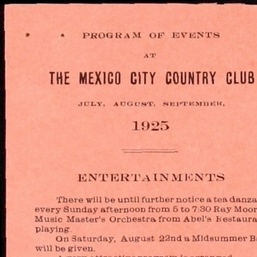 PROGRAM OF EVENTS
AT
THE MEXICO CITY COUNTRY CLUB
JULY, AUGUST, SEPTEMBER,
1925
ENTERTAINMENTS
There will be until further notice a tea danza
every Sunday afternoon from 5 to 7:30 Ray Moor
Music Master's Orchestra from Abel's Restaura
playing.
On Saturday, August 22nd a Midsummer B
will be given.